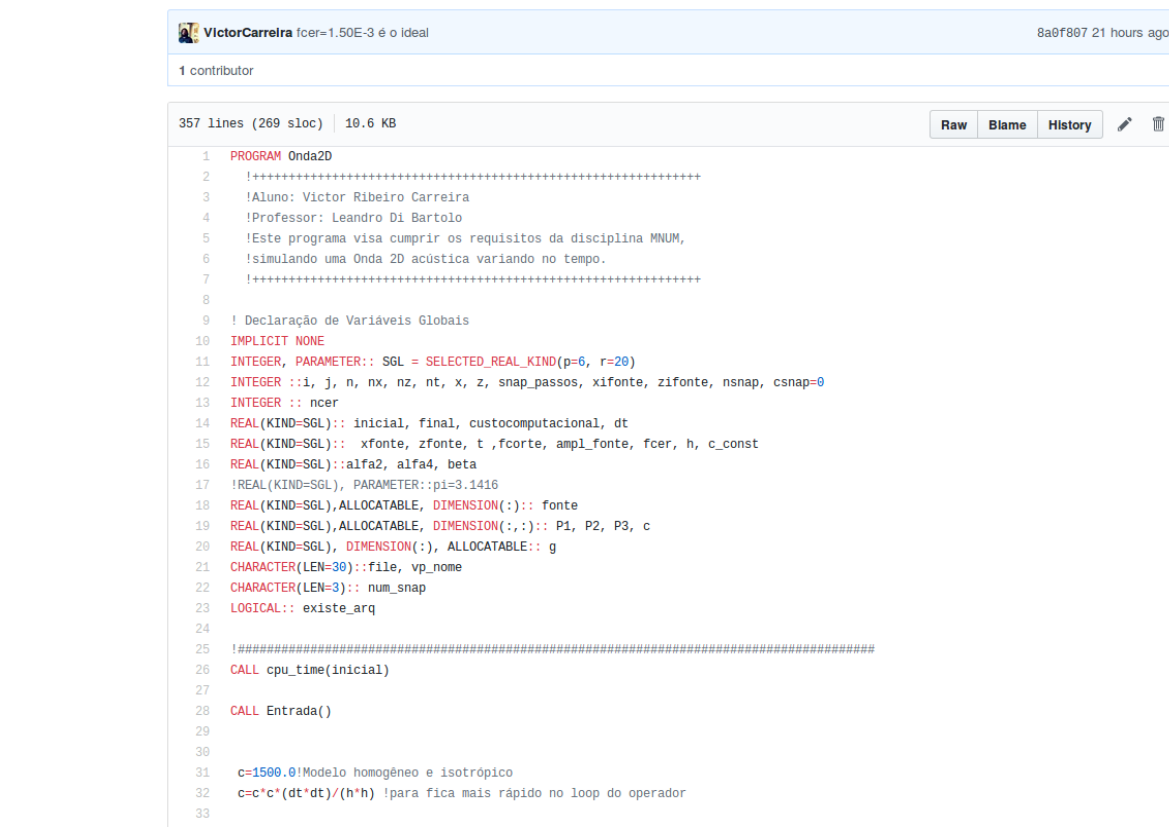 VictorCarreira fcer=1.50E-3 é o ideal 8a0f807 21 hours ago
1 contributor
357 lines (269 sloc) 10.6 KB Raw Blame History
1 PROGRAM Onda2D
2 !++++++++++++++++++++++++++++++++++++++++++++++++++++++++++++++
3 !Aluno: Victor Ribeiro Carreira
4 !Professor: Leandro Di Bartolo
5 !Este programa visa cumprir os requisitos da disciplina MNUM,
6 !simulando uma Onda 2D acústica variando no tempo.
7 !++++++++++++++++++++++++++++++++++++++++++++++++++++++++++++++
8
9 ! Declaração de Variáveis Globais
10 IMPLICIT NONE
11 INTEGER, PARAMETER:: SGL = SELECTED_REAL_KIND(p=6, r=20)
12 INTEGER ::i, j, n, nx, nz, nt, x, z, snap_passos, xifonte, zifonte, nsnap, csnap=0
13 INTEGER :: ncer
14 REAL(KIND=SGL):: inicial, final, custocomputacional, dt
15 REAL(KIND=SGL):: xfonte, zfonte, t ,fcorte, ampl_fonte, fcer, h, c_const
16 REAL(KIND=SGL)::alfa2, alfa4, beta
17 !REAL(KIND=SGL), PARAMETER::pi=3.1416
18 REAL(KIND=SGL),ALLOCATABLE, DIMENSION(:):: fonte
19 REAL(KIND=SGL),ALLOCATABLE, DIMENSION(:,:):: P1, P2, P3, c
20 REAL(KIND=SGL), DIMENSION(:), ALLOCATABLE:: g
21 CHARACTER(LEN=30)::file, vp_nome
22 CHARACTER(LEN=3):: num_snap
23 LOGICAL:: existe_arq
24
25 !########################################################################################
26 CALL cpu_time(inicial)
27
28 CALL Entrada()
29
30
31 c=1500.0!Modelo homogêneo e isotrópico
32 c=c*c*(dt*dt)/(h*h) !para fica mais rápido no loop do operador
33